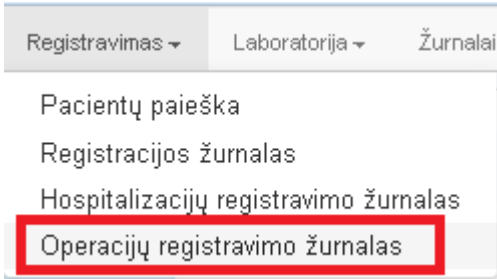 Registravimas Laboratorija Žurnalai
Pacientų paieška
Registracijos žurnalas
Hospitalizacijų registravimo žurnalas
Operacijų registravimo žurnalas